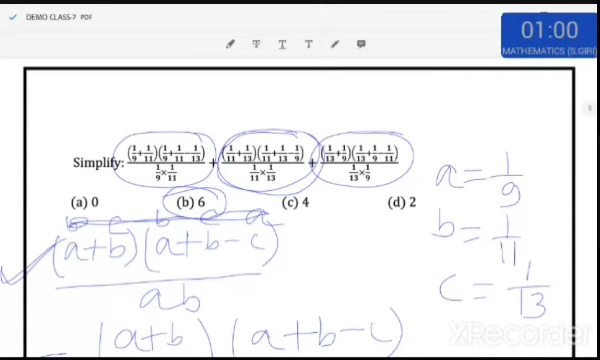 DEMO CLASS-7 PDF
01:00
MATHEMATICS (S.GIRI)
Simplify: ((1/9+1/11)(1/9+1/11−1/13))/(1/9×1/11) + ((1/11+1/13)(1/11+1/13−1/9))/(1/11×1/13) + ((1/13+1/9)(1/13+1/9−1/11))/(1/13×1/9)
(a) 0 (b) 6 (c) 4 (d) 2
a = 1/9
b = 1/11
c = 1/13
b c b c a
(a+b)(a+b−c)
ab
= (a+b)(a+b−c)
XRecorder